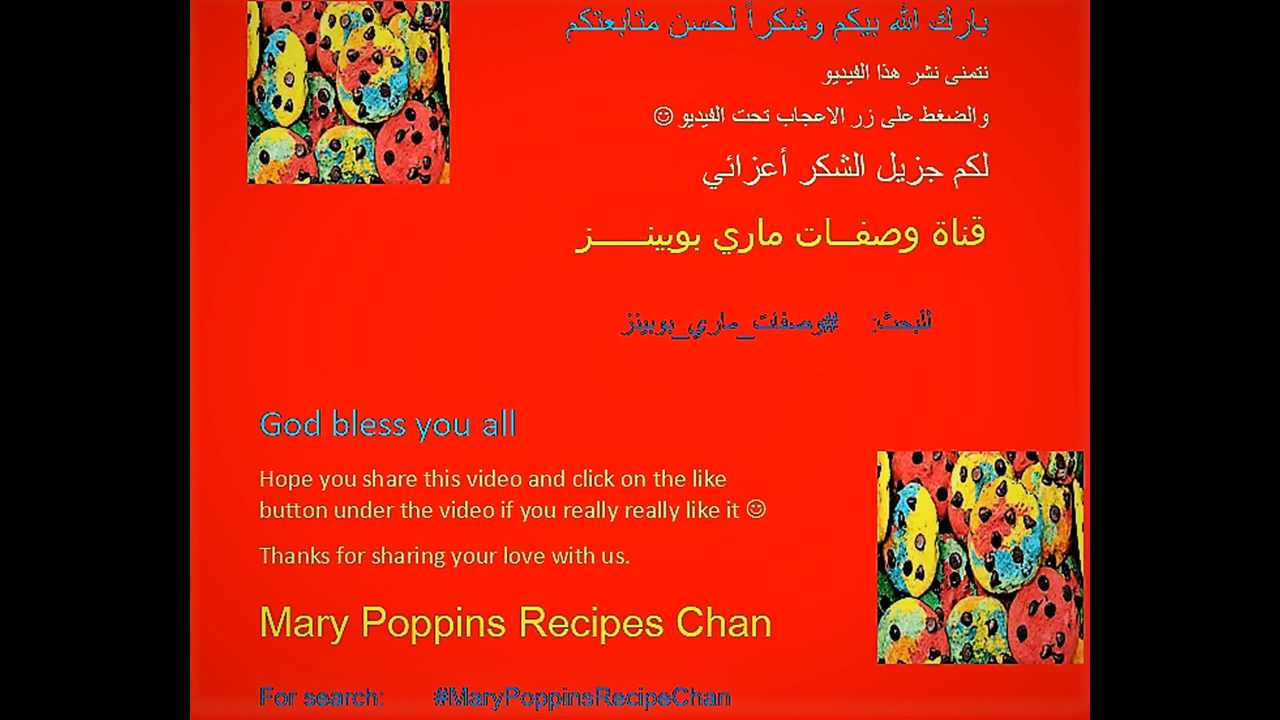 بارك الله بيكم وشكراً لحسن متابعتكم
نتمنى نشر هذا الفيديو
والضغط على زر الاعجاب تحت الفيديو ☺
لكم جزيل الشكر أعزائي
قناة وصفــات ماري بوبينـــــز
للبحث: #وصفات_ماري_بوبينز
God bless you all
Hope you share this video and click on the like
button under the video if you really really like it ☺
Thanks for sharing your love with us.
Mary Poppins Recipes Chan
For search: #MaryPoppinsRecipeChan